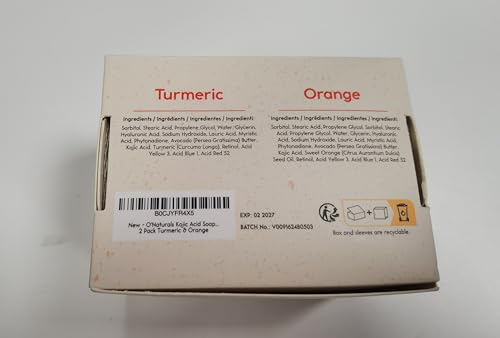 Turmeric
Ingredients / Ingrédients / Ingredientes / Ingredienti:
Sorbitol, Stearic Acid, Propylene Glycol, Water, Glycerin,
Hyaluronic Acid, Sodium Hydroxide, Lauric Acid, Myristic
Acid, Phytonadione, Avocado (Persea Gratissima) Butter,
Kojic Acid, Turmeric (Curcuma Longa), Retinol, Acid
Yellow 3, Acid Blue 1, Acid Red 52
Orange
Ingredients / Ingrédients / Ingredientes / Ingredienti:
Sorbitol, Stearic Acid, Propylene Glycol, Sorbitol, Stearic
Acid, Propylene Glycol, Water, Glycerin, Hyaluronic
Acid, Sodium Hydroxide, Lauric Acid, Myristic Acid,
Phytonadione, Avocado (Persea Gratissima) Butter,
Kojic Acid, Sweet Orange (Citrus Aurantium Dulcis)
Seed Oil, Retinol, Acid Yellow 3, Acid Blue 1, Acid Red 52
B0CJYFR4X5
New - O'Naturals Kojic Acid Soap...
2 Pack Turmeric & Orange
EXP: 02 2027
BATCH No.: V009162480503
Box and sleeves are recyclable.